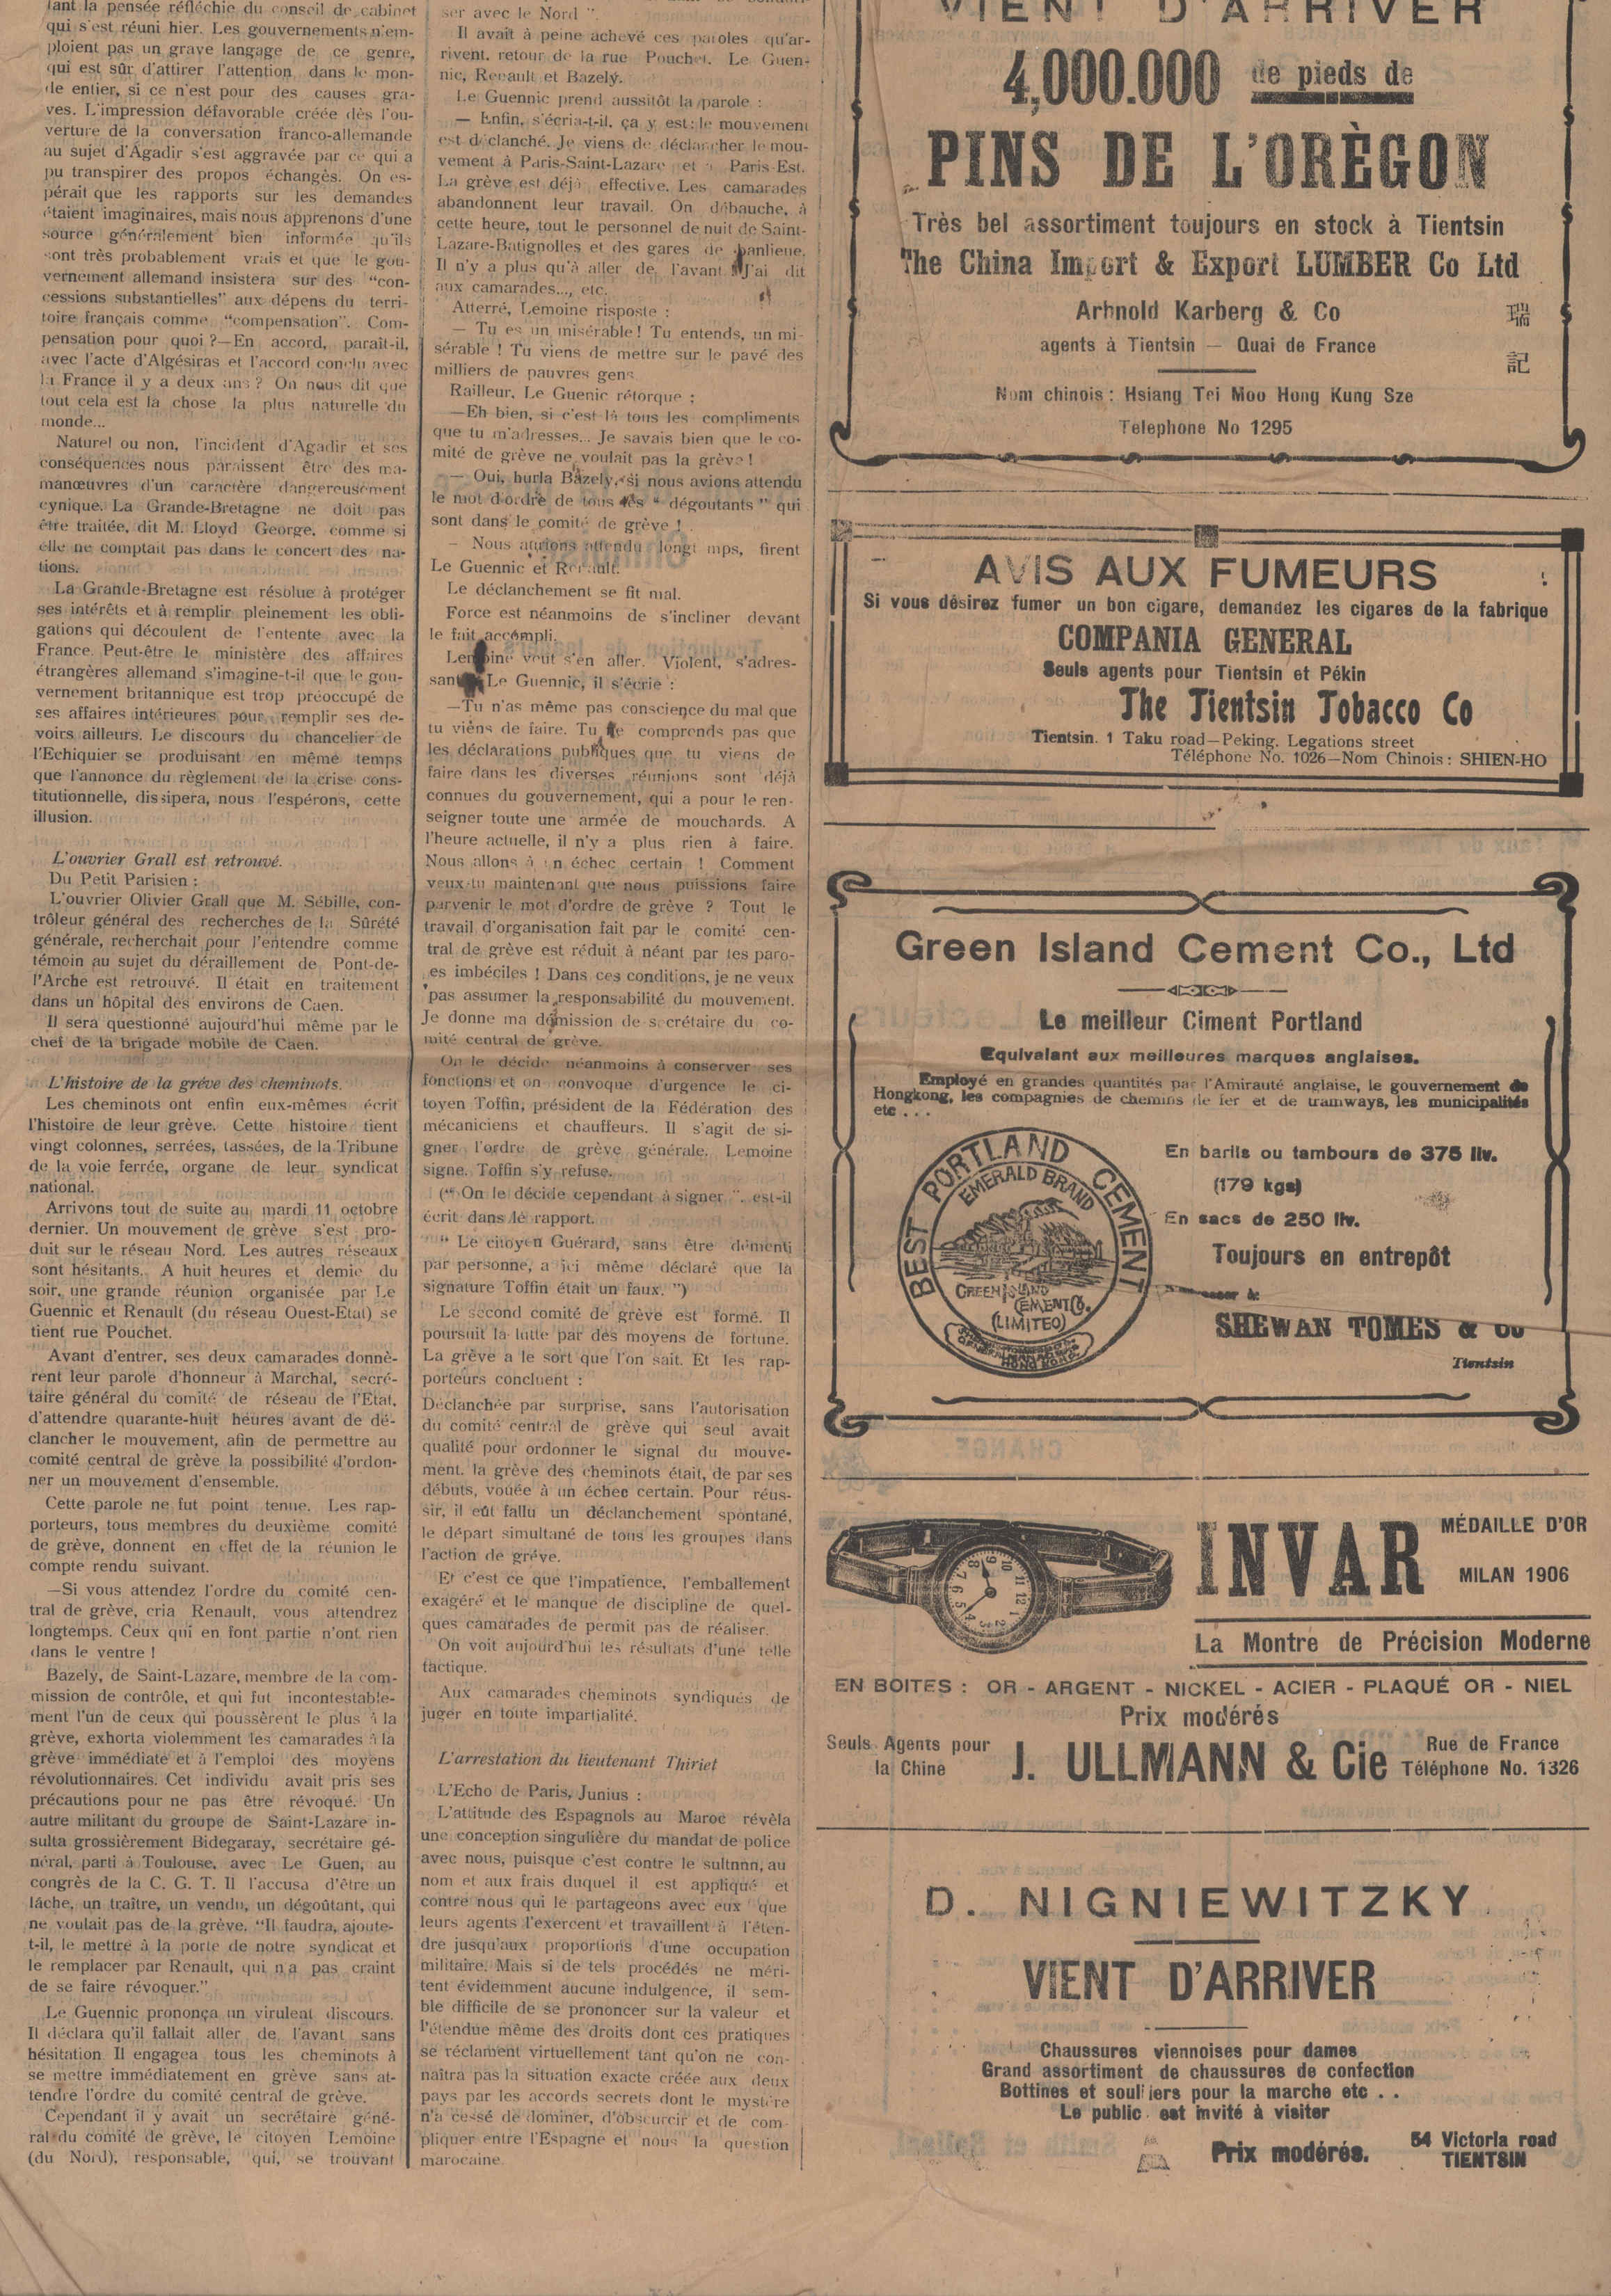 tant la pensée réfléchie du conseil de cabinet
qui s'est réuni hier. Les gouvernements n'em-
ploient pas un grave langage de ce genre,
qui est sûr d'attirer l'attention dans le mon-
de entier, si ce n'est pour des causes gra-
ves. L'impression défavorable créée dès l'ou-
verture de la conversation franco-allemande
au sujet d'Agadir s'est aggravée par ce qui a
pu transpirer des propos échangés. On es-
pérait que les rapports sur les demandes
étaient imaginaires, mais nous apprenons d'une
source généralement bien informée qu'ils
sont très probablement vrais et que le gou-
vernement allemand insistera sur des "con-
cessions substantielles" aux dépens du terri-
toire français comme "compensation". Com-
pensation pour quoi ?—En accord, paraît-il,
avec l'acte d'Algésiras et l'accord conclu avec
la France il y a deux ans ? On nous dit que
tout cela est la chose la plus naturelle du
monde...
Naturel ou non, l'incident d'Agadir et ses
conséquences nous paraissent être des ma-
manœuvres d'un caractère dangereusement
cynique. La Grande-Bretagne ne doit pas
être traitée, dit M. Lloyd George, comme si
elle ne comptait pas dans le concert des na-
tions.
La Grande-Bretagne est résolue à protéger
ses intérêts et à remplir pleinement les obli-
gations qui découlent de l'entente avec la
France. Peut-être le ministère des affaires
étrangères allemand s'imagine-t-il que le gou-
vernement britannique est trop préoccupé de
ses affaires intérieures pour remplir ses de-
voirs ailleurs. Le discours du chancelier de
l'Echiquier se produisant en même temps
que l'annonce du règlement de la crise cons-
titutionnelle, dissipera, nous l'espérons, cette
illusion.
L'ouvrier Grall est retrouvé.
Du Petit Parisien :
L'ouvrier Olivier Grall que M. Sébille, con-
trôleur général des recherches de la Sûrété
générale, recherchait pour l'entendre comme
témoin au sujet du déraillement de Pont-de-
l'Arche est retrouvé. Il était en traitement
dans un hôpital des environs de Caen.
Il sera questionné aujourd'hui même par le
chef de la brigade mobile de Caen.
L'histoire de la grève des cheminots.
Les cheminots ont enfin eux-mêmes écrit
l'histoire de leur grève. Cette histoire tient
vingt colonnes, serrées, tassées, de la Tribune
de la voie ferrée, organe de leur syndicat
national.
Arrivons tout de suite au mardi 11 octobre
dernier. Un mouvement de grève s'est pro-
duit sur le réseau Nord. Les autres réseaux
sont hésitants. A huit heures et demie du
soir, une grande réunion organisée par Le
Guennic et Renault (du réseau Ouest-Etat) se
tient rue Pouchet.
Avant d'entrer, ses deux camarades donnè-
rent leur parole d'honneur à Marchal, secré-
taire général du comité de réseau de l'Etat,
d'attendre quarante-huit heures avant de dé-
clancher le mouvement, afin de permettre au
comité central de grève la possibilité d'ordon-
ner un mouvement d'ensemble.
Cette parole ne fut point tenue. Les rap-
porteurs, tous membres du deuxième comité
de grève, donnent en effet de la réunion le
compte rendu suivant.
—Si vous attendez l'ordre du comité cen-
tral de grève, cria Renault, vous attendrez
longtemps. Ceux qui en font partie n'ont rien
dans le ventre !
Bazely, de Saint-Lazare, membre de la com-
mission de contrôle, et qui fut incontestable-
ment l'un de ceux qui poussèrent le plus à la
grève, exhorta violemment les camarades à la
grève immédiate et à l'emploi des moyens
révolutionnaires. Cet individu avait pris ses
précautions pour ne pas être révoqué. Un
autre militant du groupe de Saint-Lazare in-
sulta grossièrement Bidegaray, secrétaire gé-
néral, parti à Toulouse, avec Le Guen, au
congrès de la C. G. T. Il l'accusa d'être un
lâche, un traître, un vendu, un dégoûtant, qui
ne voulait pas de la grève. "Il faudra, ajoute-
t-il, le mettre à la porte de notre syndicat et
le remplacer par Renault, qui n'a pas craint
de se faire révoquer."
Le Guennic prononça un virulent discours.
Il déclara qu'il fallait aller de l'avant sans
hésitation. Il engagea tous les cheminots à
se mettre immédiatement en grève sans at-
tendre l'ordre du comité central de grève.
Cependant il y avait un secrétaire géné-
ral du comité de grève, le citoyen Lemoine
(du Nord), responsable, qui, se trouvant
ser avec le Nord ".
Il avait à peine achevé ces paroles qu'ar-
rivent, retour de la rue Pouchet, Le Guen-
nic, Renault et Bazely.
Le Guennic prend aussitôt la parole :
— Enfin, s'écria-t-il, ça y est : le mouvement
est déclanché. Je viens de déclancher le mou-
vement à Paris-Saint-Lazare et à Paris-Est.
La grève est déjà effective. Les camarades
abandonnent leur travail. On débauche, à
cette heure, tout le personnel de nuit de Saint-
Lazare-Batignolles et des gares de banlieue.
Il n'y a plus qu'à aller de l'avant. J'ai dit
aux camarades..., etc.
Atterré, Lemoine risposte :
— Tu es un misérable ! Tu entends, un mi-
sérable ! Tu viens de mettre sur le pavé des
milliers de pauvres gens.
Railleur, Le Guenic rétorque :
—Eh bien, si c'est là tous les compliments
que tu m'adresses... Je savais bien que le co-
mité de grève ne voulait pas la grève !
— Oui, hurla Bazely, si nous avions attendu
le mot d'ordre de tous les " dégoutants " qui
sont dans le comité de grève !
— Nous aurions attendu longt mps, firent
Le Guennic et Renault.
Le déclanchement se fit mal.
Force est néanmoins de s'incliner devant
le fait accompli.
Lemoine veut s'en aller. Violent, s'adres-
sant Le Guennic, il s'écrie :
—Tu n'as même pas conscience du mal que
tu viens de faire. Tu ne comprends pas que
les déclarations publiques que tu viens de
faire dans les diverses réunions sont déjà
connues du gouvernement, qui a pour le ren-
seigner toute une armée de mouchards. A
l'heure actuelle, il n'y a plus rien à faire.
Nous allons à un échec certain ! Comment
veux-tu maintenant que nous puissions faire
parvenir le mot d'ordre de grève ? Tout le
travail d'organisation fait par le comité cen-
tral de grève est réduit à néant par tes paro-
es imbéciles ! Dans ces conditions, je ne veux
pas assumer la responsabilité du mouvement.
Je donne ma démission de secrétaire du co-
mité central de grève.
On le décide néanmoins à conserver ses
fonctions et on convoque d'urgence le ci-
toyen Toffin, président de la Fédération des
mécaniciens et chauffeurs. Il s'agit de si-
gner l'ordre de grève générale. Lemoine
signe. Toffin s'y refuse.
(" On le décide cependant à signer ", est-il
écrit dans le rapport.
" Le citoyen Guérard, sans être démenti
par personne, a ici même déclaré que la
signature Toffin était un faux. ")
Le second comité de grève est formé. Il
poursuit la lutte par des moyens de fortune.
La grève a le sort que l'on sait. Et les rap-
porteurs concluent :
Déclanchée par surprise, sans l'autorisation
du comité central de grève qui seul avait
qualité pour ordonner le signal du mouve-
ment, la grève des cheminots était, de par ses
débuts, vouée à un échec certain. Pour réus-
sir, il eût fallu un déclanchement spontané,
le départ simultané de tous les groupes dans
l'action de grève.
Et c'est ce que l'impatience, l'emballement
exagéré et le manque de discipline de quel-
ques camarades de permit pas de réaliser.
On voit aujourd'hui les résultats d'une telle
tactique.
Aux camarades cheminots syndiqués de
juger en toute impartialité.
L'arrestation du lieutenant Thiriet
L'Echo de Paris, Junius :
L'attitude des Espagnols au Maroc révèla
une conception singulière du mandat de police
avec nous, puisque c'est contre le sultnnn, au
nom et aux frais duquel il est appliqué et
contre nous qui le partageons avec eux que
leurs agents l'exercent et travaillent à l'éten-
dre jusqu'aux proportions d'une occupation
militaire. Mais si de tels procédés ne méri-
tent évidemment aucune indulgence, il sem-
ble difficile de se prononcer sur la valeur et
l'étendue même des droits dont ces pratiques
se réclament virtuellement tant qu'on ne con-
naîtra pas la situation exacte créée aux deux
pays par les accords secrets dont le mystère
n'a cessé de dominer, d'obscurcir et de com-
pliquer entre l'Espagne et nous la question
marocaine.
VIENT D'ARRIVER
4,000.000 de pieds de
PINS DE L'ORÈGON
Très bel assortiment toujours en stock à Tientsin
The China Import & Export LUMBER Co Ltd
Arhnold Karberg & Co
agents à Tientsin — Quai de France
瑞
記
Nom chinois : Hsiang Tei Moo Hong Kung Sze
Telephone No 1295
AVIS AUX FUMEURS !
Si vous désirez fumer un bon cigare, demandez les cigares de la fabrique
COMPANIA GENERAL
Seuls agents pour Tientsin et Pékin
The Tientsin Tobacco Co
Tientsin. 1 Taku road—Peking. Legations street
Téléphone No. 1026—Nom Chinois : SHIEN-HO
Green Island Cement Co., Ltd
Le meilleur Ciment Portland
Equivalant aux meilleures marques anglaises.
Employé en grandes quantités par l'Amirauté anglaise, le gouvernement de
Hongkong, les compagnies de chemins de fer et de tramways, les municipalités
etc . . .
BEST PORTLAND CEMENT
EMERALD BRAND
GREEN ISLAND
CEMENT Co.
(LIMITED)
HONG KONG
En barils ou tambours de 375 liv.
(179 kgs)
En sacs de 250 liv.
Toujours en entrepôt
SHEWAN TOMES & Co
Tientsin
INVAR
MÉDAILLE D'OR
MILAN 1906
La Montre de Précision Moderne
EN BOITES : OR - ARGENT - NICKEL - ACIER - PLAQUÉ OR - NIEL
Prix modérés
Seuls Agents pour
la Chine
J. ULLMANN & Cie
Rue de France
Téléphone No. 1326
D. NIGNIEWITZKY
VIENT D'ARRIVER
Chaussures viennoises pour dames
Grand assortiment de chaussures de confection
Bottines et souliers pour la marche etc . .
Le public est invité à visiter
Prix modérés.
54 Victoria road
TIENTSIN